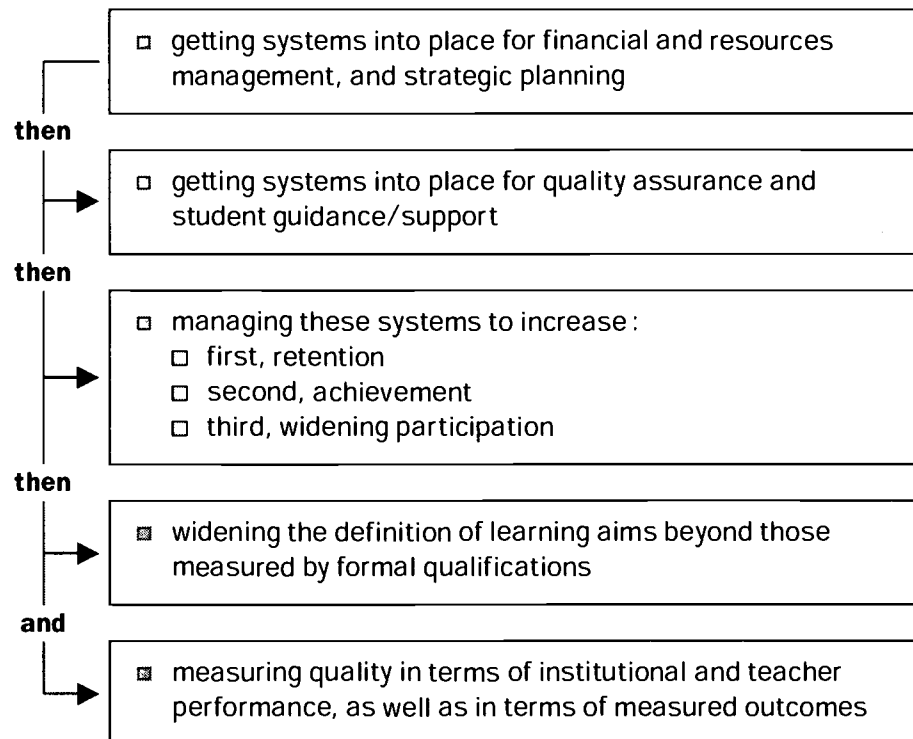 getting systems into place for financial and resources
management, and strategic planning
then
getting systems into place for quality assurance and
student guidance/support
then
managing these systems to increase:
first, retention
second, achievement
third, widening participation
then
widening the definition of learning aims beyond those
measured by formal qualifications
and
measuring quality in terms of institutional and teacher
performance, as well as in terms of measured outcomes